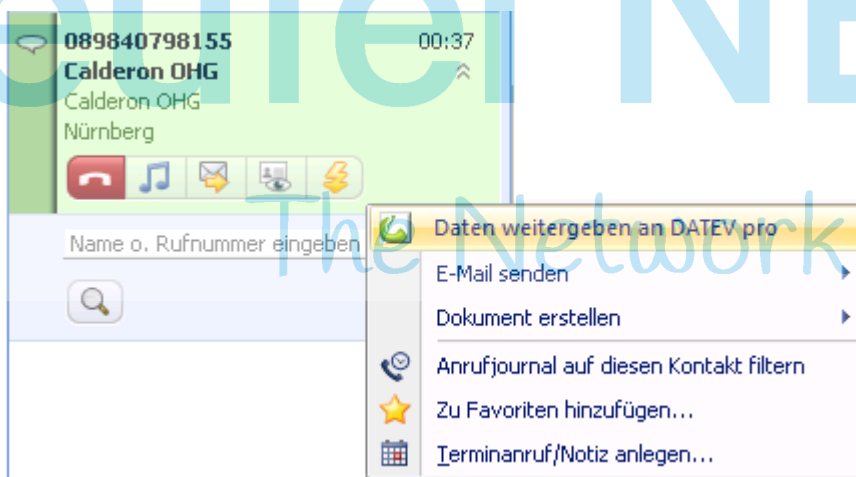 089840798155 00:37
Calderon OHG
Calderon OHG
Nürnberg
Name o. Rufnummer eingeben
Daten weitergeben an DATEV pro
E-Mail senden
Dokument erstellen
Anrufjournal auf diesen Kontakt filtern
Zu Favoriten hinzufügen...
Terminanruf/Notiz anlegen...
The Network